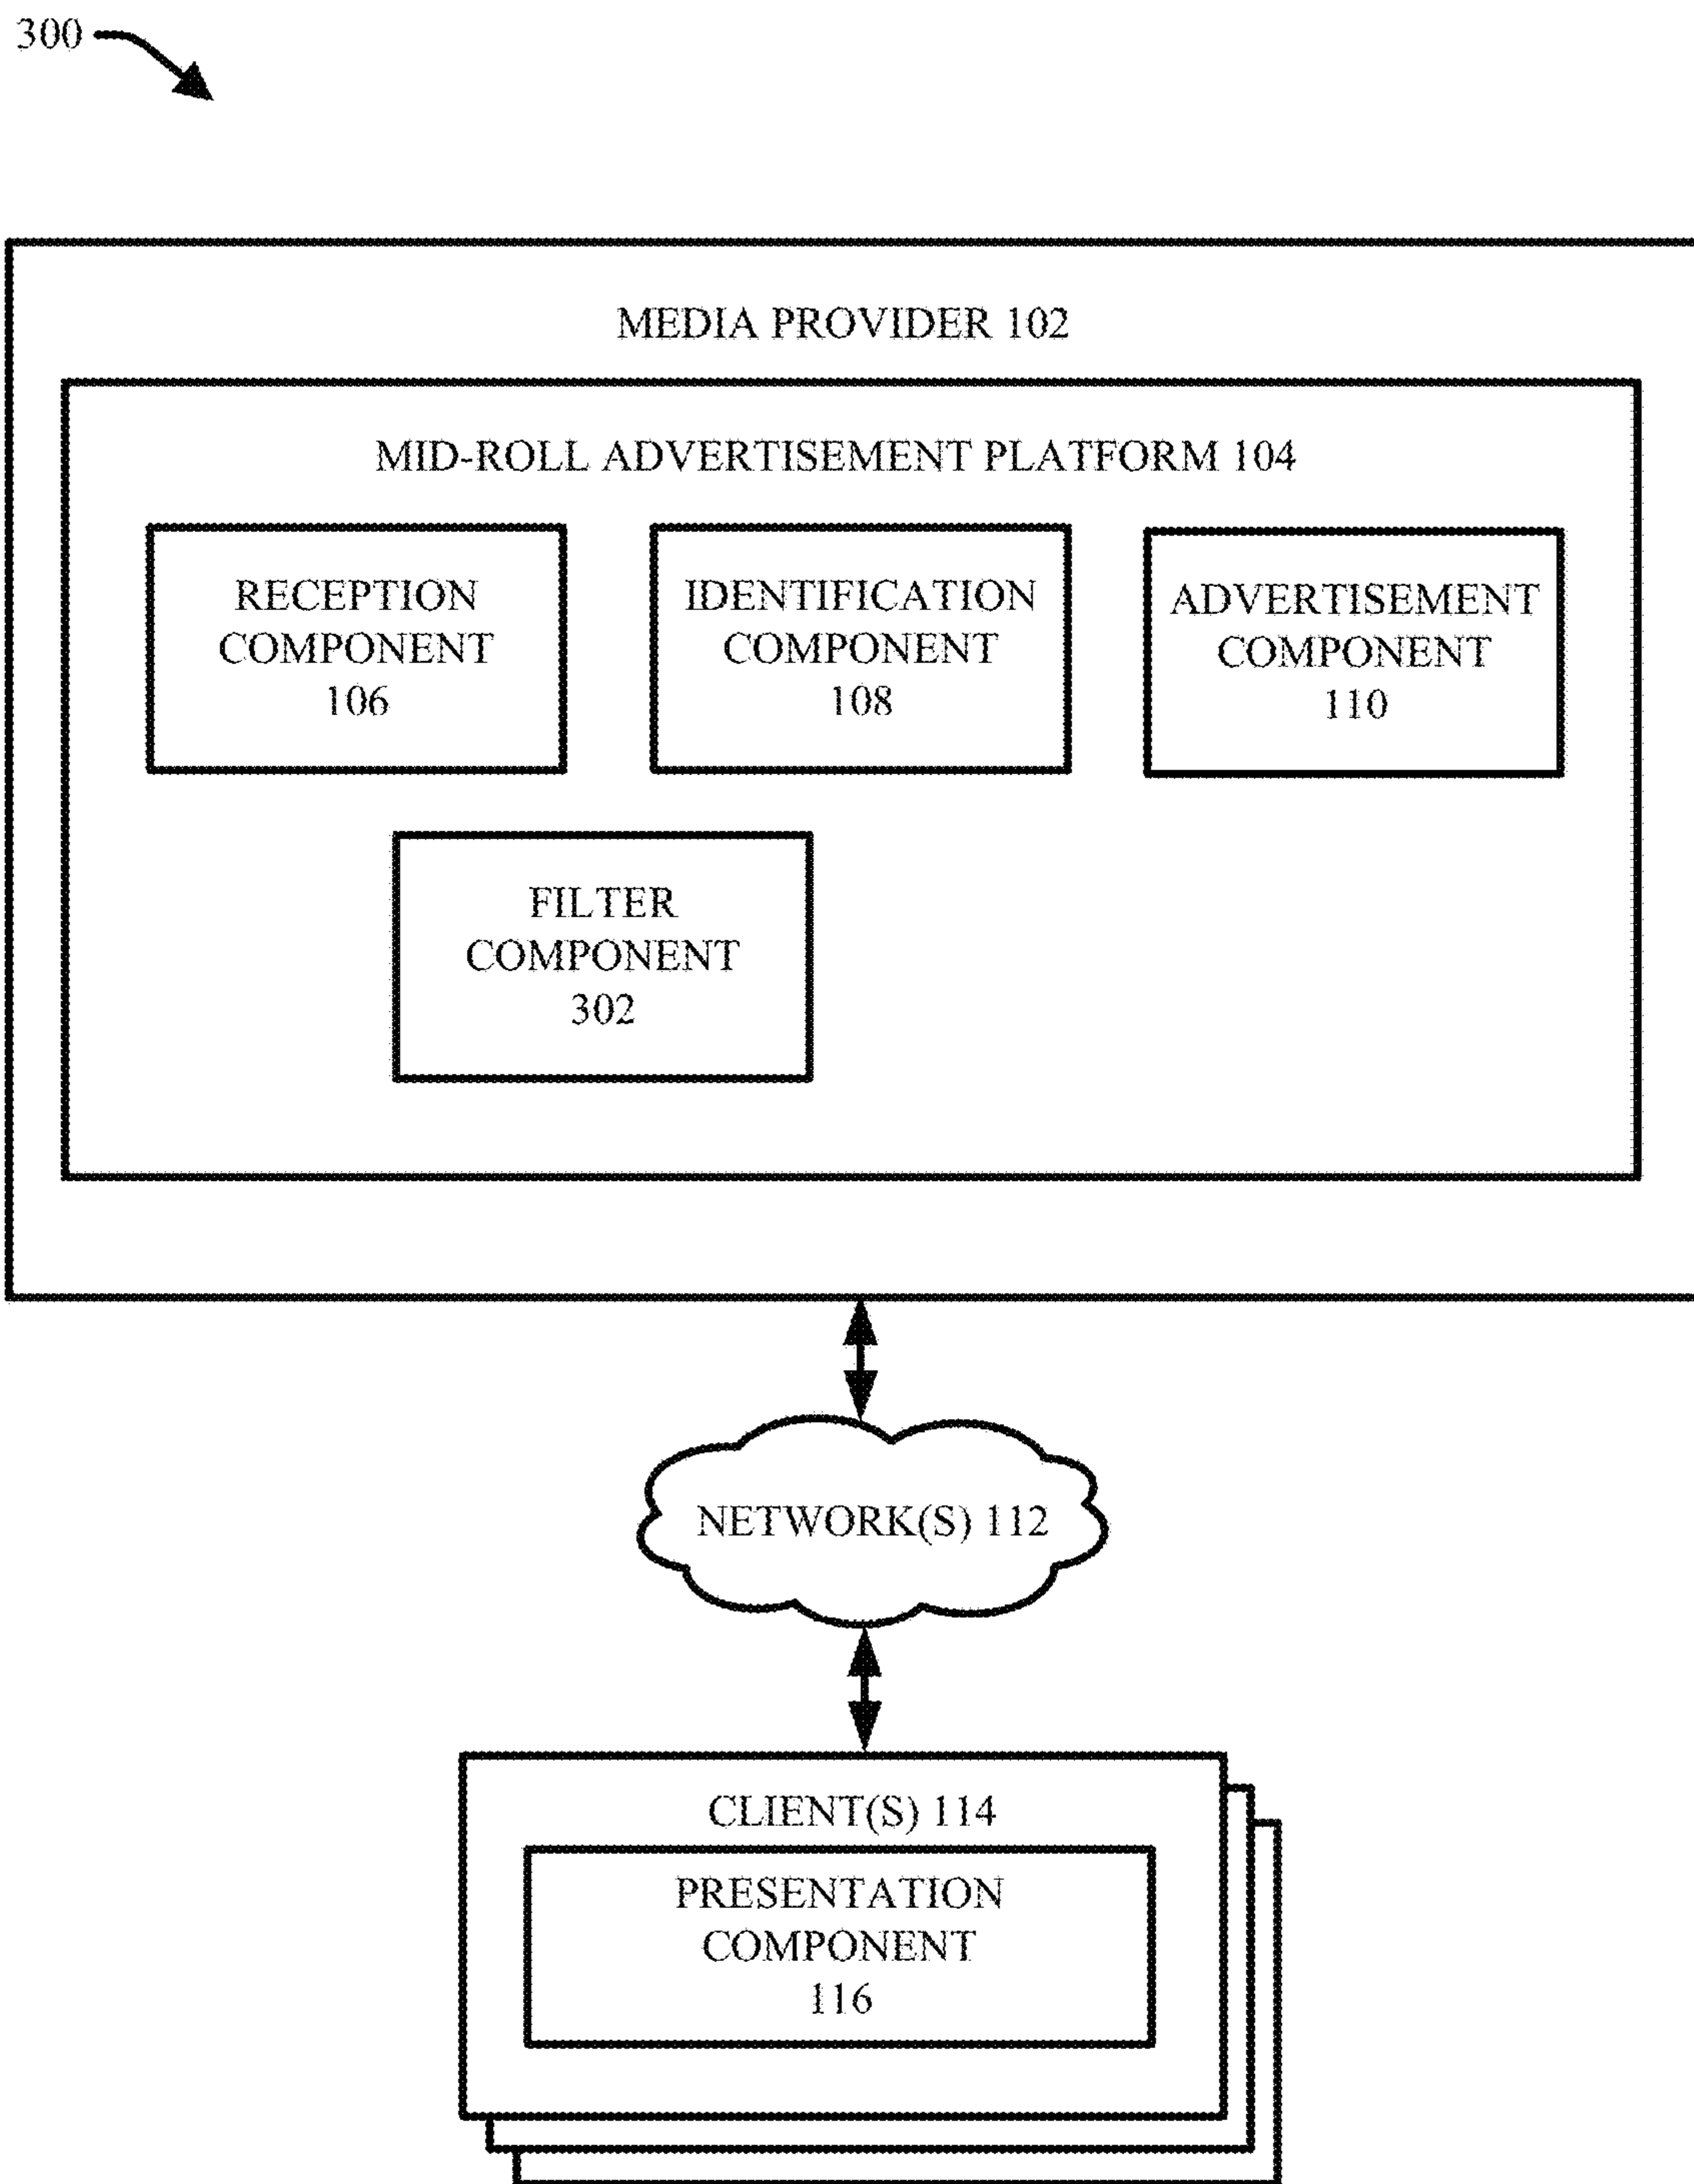 300
MEDIA PROVIDER 102
MID-ROLL ADVERTISEMENT PLATFORM 104
RECEPTION
COMPONENT
106
IDENTIFICATION
COMPONENT
108
ADVERTISEMENT
COMPONENT
110
FILTER
COMPONENT
302
NETWORK(S) 112
CLIENT(S) 114
PRESENTATION
COMPONENT
116